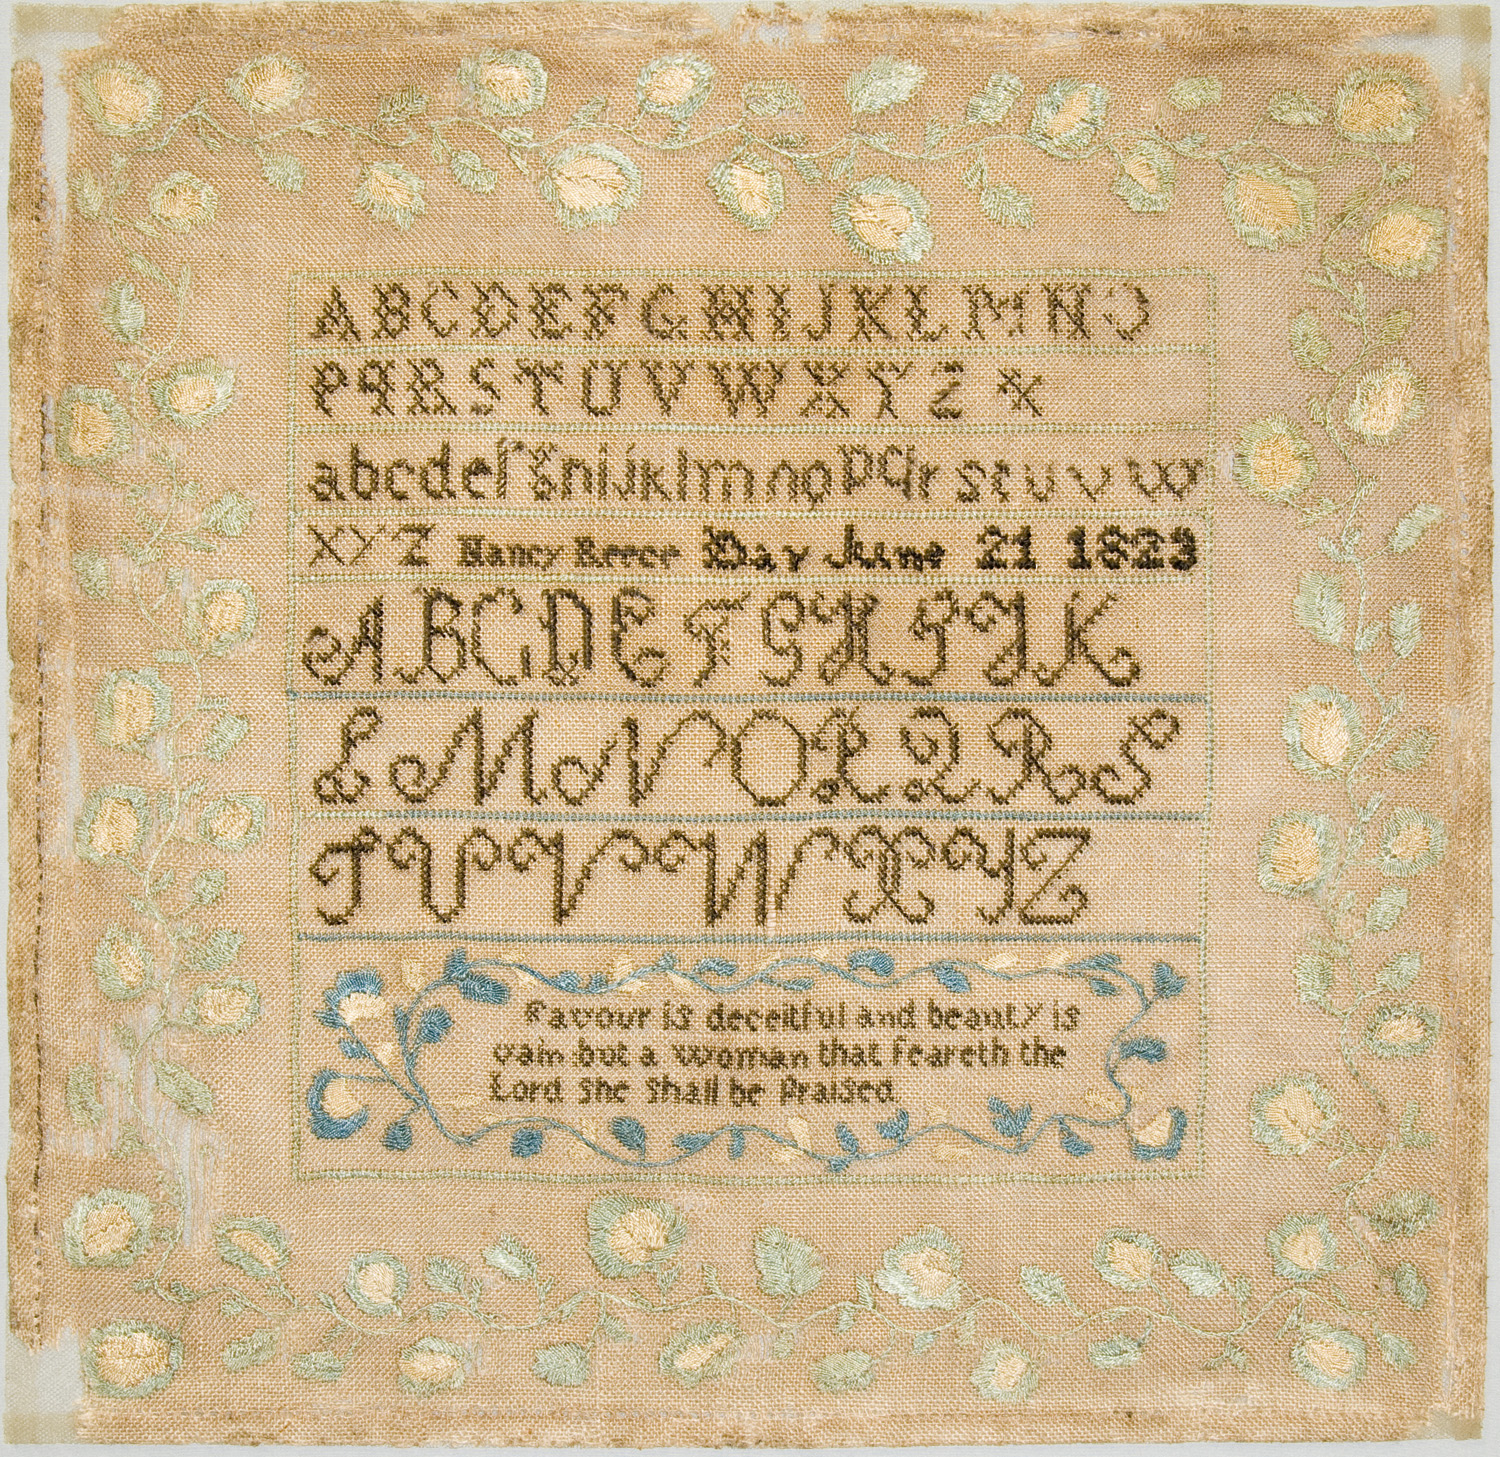 ABCDEFGHIJKLMNO
PQRSTUVWXYZ &
abcdefghijklmnopqrstuvw
XYZ Nancy Reece Day June 21 1823
ABCDEFGHIJK
LMNOPQRS
TUVWXYZ
Favour is deceitful and beauty is
vain but a woman that feareth the
Lord She Shall be Praised